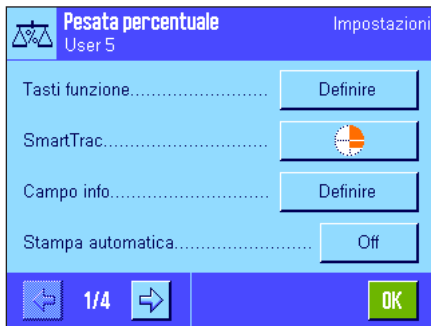 Pesata percentuale
Impostazioni
User 5
Tasti funzione.......................... Definire
SmartTrac..............................
Campo info.............................. Definire
Stampa automatica........................ Off
1/4
OK